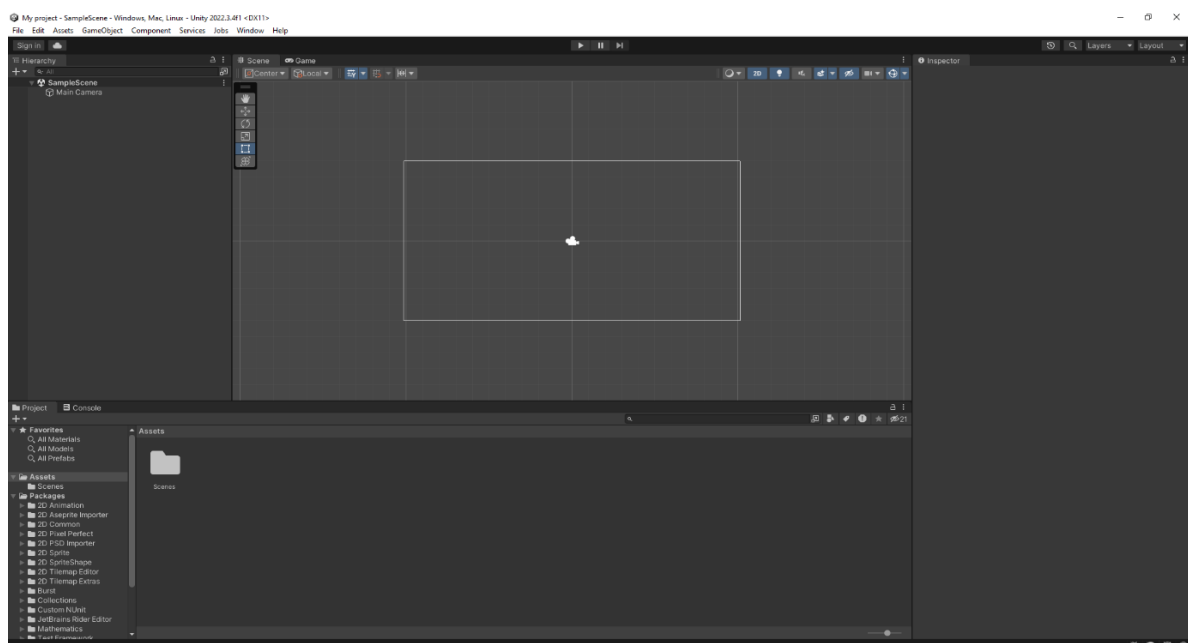 My project - SampleScene - Windows, Mac, Linux - Unity 2022.3.4f1 <DX11>
File Edit Assets GameObject Component Services Jobs Window Help
Sign in
Layers Layout
Hierarchy
All
SampleScene
Main Camera
Scene Game
Center Local
2D
Inspector
Project Console
21
Favorites
All Materials
All Models
All Prefabs
Assets
Scenes
Packages
2D Animation
2D Aseprite Importer
2D Common
2D Pixel Perfect
2D PSD Importer
2D Sprite
2D SpriteShape
2D Tilemap Editor
2D Tilemap Extras
Burst
Collections
Custom NUnit
JetBrains Rider Editor
Mathematics
Test Framework
Assets
Scenes